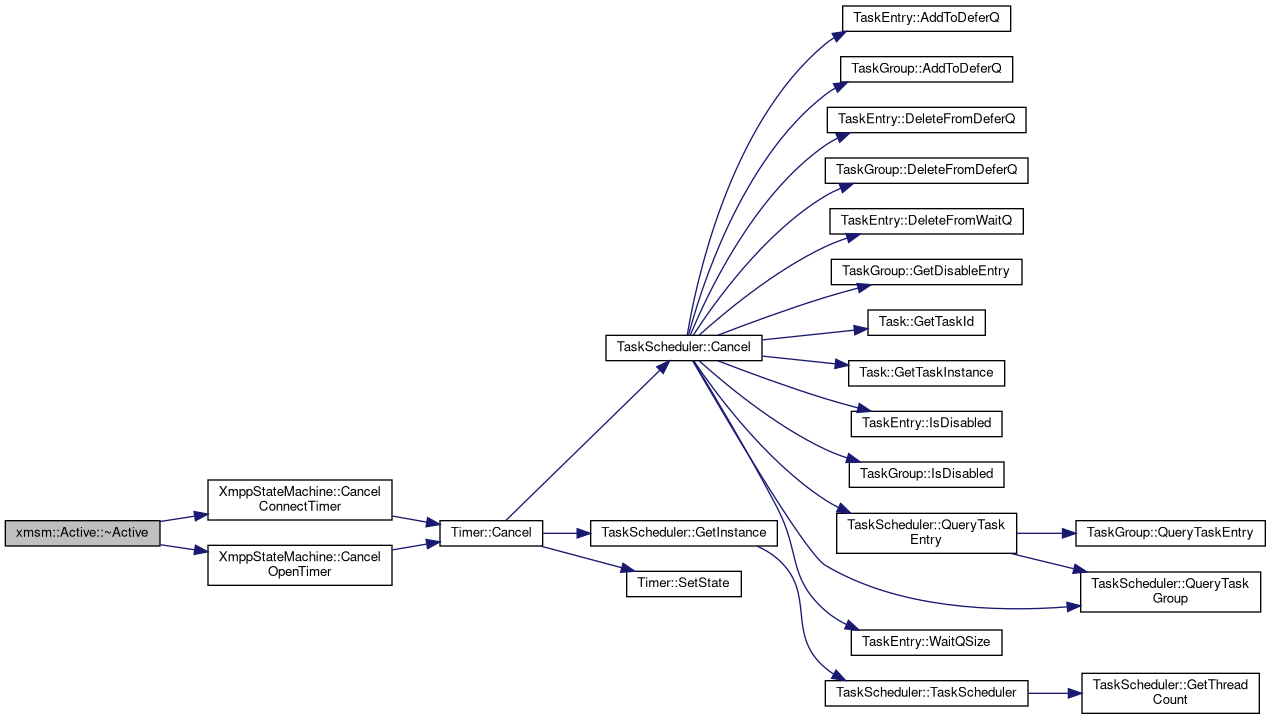 xmsm::Active::~Active
XmppStateMachine::Cancel
ConnectTimer
XmppStateMachine::Cancel
OpenTimer
Timer::Cancel
TaskScheduler::Cancel
TaskScheduler::GetInstance
Timer::SetState
TaskEntry::AddToDeferQ
TaskGroup::AddToDeferQ
TaskEntry::DeleteFromDeferQ
TaskGroup::DeleteFromDeferQ
TaskEntry::DeleteFromWaitQ
TaskGroup::GetDisableEntry
Task::GetTaskId
Task::GetTaskInstance
TaskEntry::IsDisabled
TaskGroup::IsDisabled
TaskScheduler::QueryTask
Entry
TaskEntry::WaitQSize
TaskScheduler::TaskScheduler
TaskGroup::QueryTaskEntry
TaskScheduler::QueryTask
Group
TaskScheduler::GetThread
Count